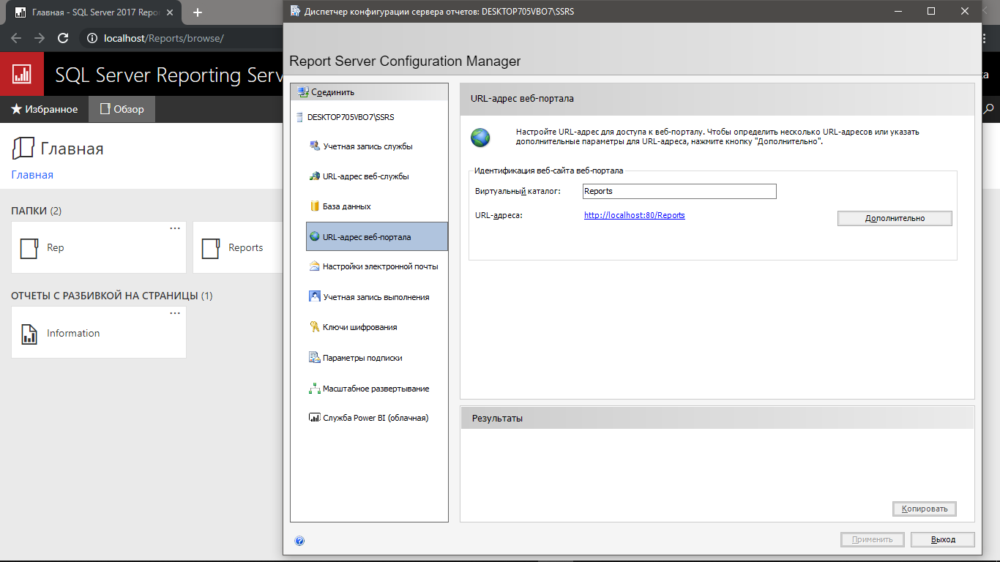 Главная - SQL Server 2017 Repo
localhost/Reports/browse/
SQL Server Reporting Serv
Избранное
Обзор
Главная
Главная
ПАПКИ (2)
Rep
Reports
ОТЧЕТЫ С РАЗБИВКОЙ НА СТРАНИЦЫ (1)
Information
Диспетчер конфигурации сервера отчетов: DESKTOP705VBO7\SSRS
Report Server Configuration Manager
Соединить
DESKTOP705VBO7\SSRS
Учетная запись службы
URL-адрес веб-службы
База данных
URL-адрес веб-портала
Настройки электронной почты
Учетная запись выполнения
Ключи шифрования
Параметры подписки
Масштабное развертывание
Служба Power BI (облачная)
URL-адрес веб-портала
Настройте URL-адрес для доступа к веб-порталу. Чтобы определить несколько URL-адресов или указать
дополнительные параметры для URL-адреса, нажмите кнопку "Дополнительно".
Идентификация веб-сайта веб-портала
Виртуальный каталог:
Reports
URL-адреса:
http://localhost:80/Reports
Дополнительно
Результаты
Копировать
Применить
Выход
ка